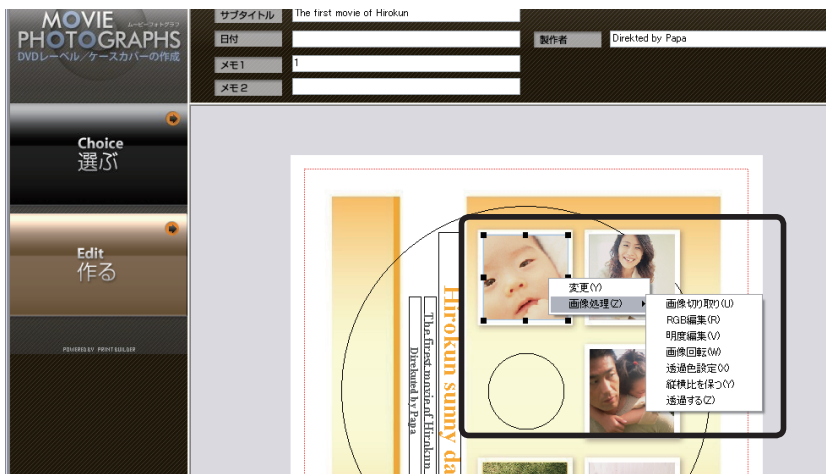 MOVIE
ムービーフォトグラフ
PHOTOGRAPHS
DVDレーベル／ケースカバーの作成
サブタイトル
The first movie of Hirokun
日付
製作者
Direkted by Papa
メモ1
1
メモ2
Choice
選ぶ
Edit
作る
POWERED BY PRINT BUILDER
変更(Y)
画像処理(Z)
画像切り取り(U)
RGB編集(R)
明度編集(V)
画像回転(W)
透過色設定(X)
縦横比を保つ(Y)
透過する(Z)
Hirokun sunny da
The firest movie of Hirokun.
Direkuted by Papa